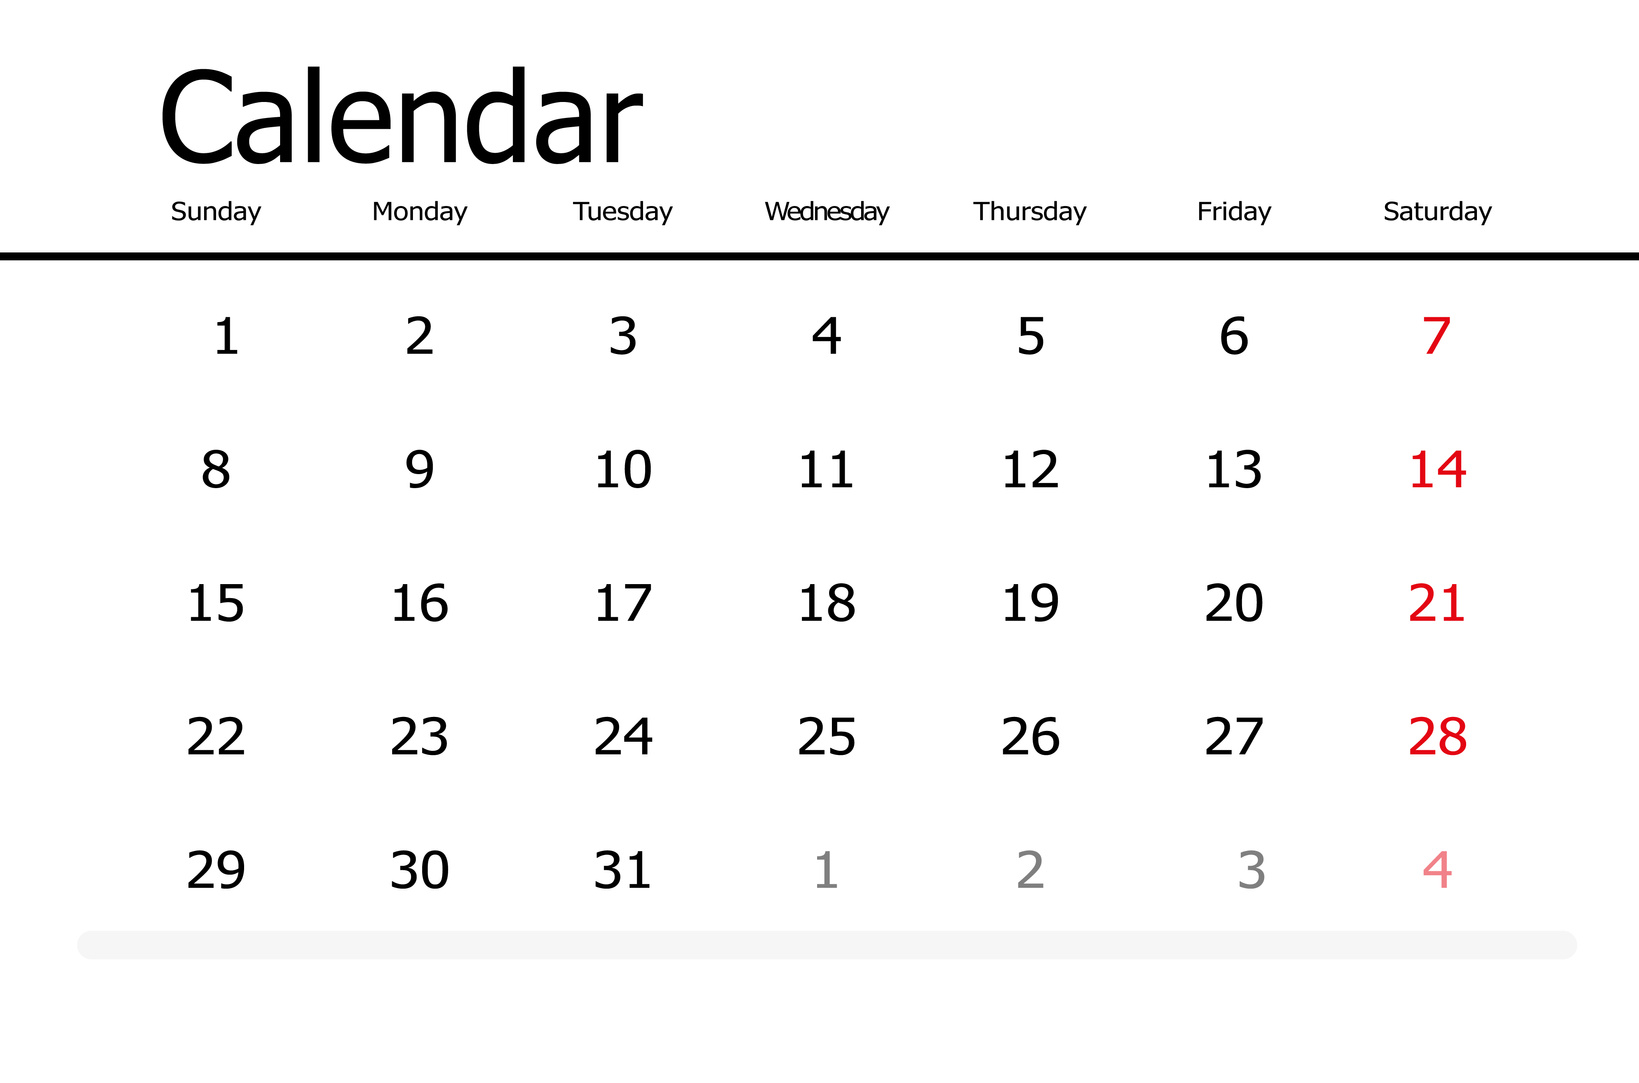 Calendar
Sunday Monday Tuesday Wednesday Thursday Friday Saturday
1 2 3 4 5 6 7
8 9 10 11 12 13 14
15 16 17 18 19 20 21
22 23 24 25 26 27 28
29 30 31 1 2 3 4